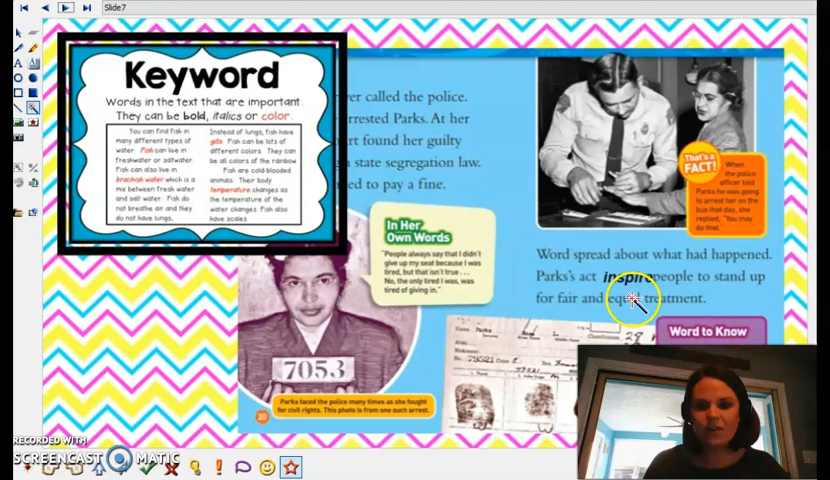 Slide7
Keyword
Words in the text that are important.
They can be bold, italics or color.
You can find fish in
many different types of
water. Fish can live in
freshwater or saltwater.
Fish can also live in
brackish water which is a
mix between fresh water
and salt water. Fish do
not breathe air and they
do not have lungs.
Instead of lungs, fish have
gills. Fish can be lots of
different colors. They can
be all colors of the rainbow.
Fish are cold-blooded
animals. Their body
temperature changes as
the temperature of the
water changes. Fish also
have scales.
er called the police.
arrested Parks. At her
rt found her guilty
a state segregation law.
ed to pay a fine.
In Her
Own Words
"People always say that I didn't
give up my seat because I was
tired, but that isn't true . . .
No, the only tired I was, was
tired of giving in."
7053
Parks faced the police many times as she fought
for civil rights. This photo is from one such arrest.
20
That's a
FACT!
When
the police
officer told
Parks he was going
to arrest her on the
bus that day, she
replied, "You may
do that."
Word spread about what had happened.
Parks's act inspire people to stand up
for fair and equal treatment.
Word to Know
Name Parks
No. 79521
RECORDED WITH
SCREENCAST MATIC